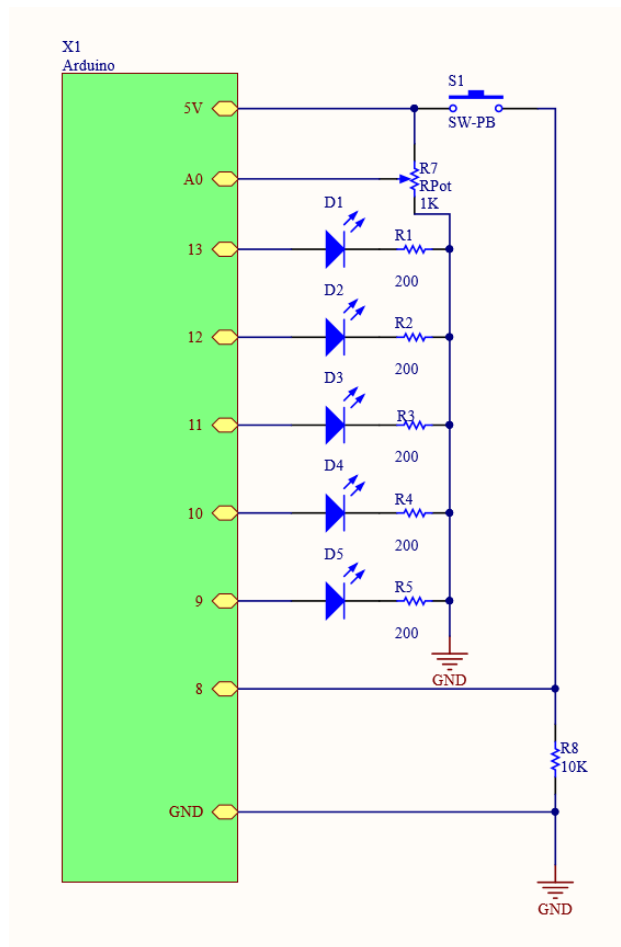 X1
Arduino
S1
5V
SW-PB
R7
A0
RPot
1K
D1
R1
13
200
D2
R2
12
200
D3
R3
11
200
D4
R4
10
200
D5
R5
9
200
GND
8
R8
10K
GND
GND